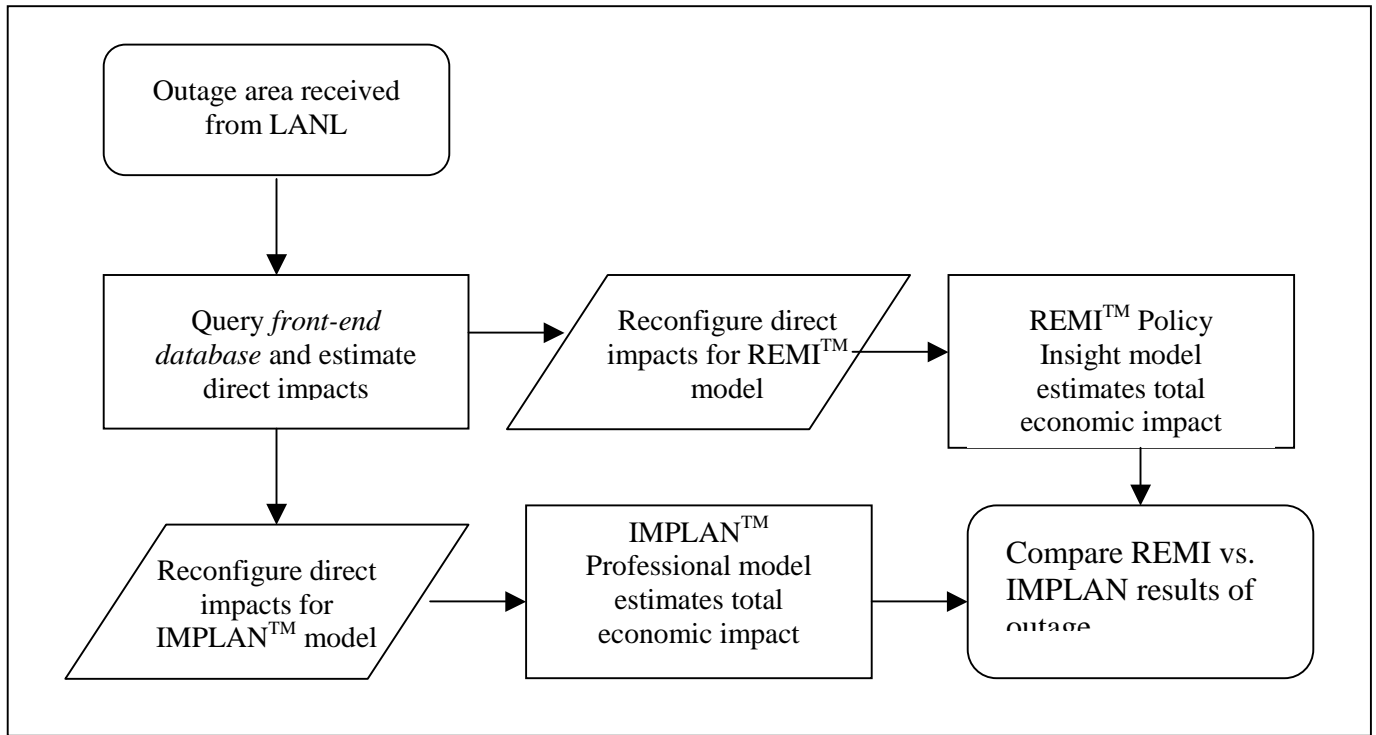 Outage area received
from LANL
Query front-end
database and estimate
direct impacts
Reconfigure direct
impacts for REMI™
model
REMI™ Policy
Insight model
estimates total
economic impact
Reconfigure direct
impacts for
IMPLAN™ model
IMPLAN™
Professional model
estimates total
economic impact
Compare REMI vs.
IMPLAN results of
outage